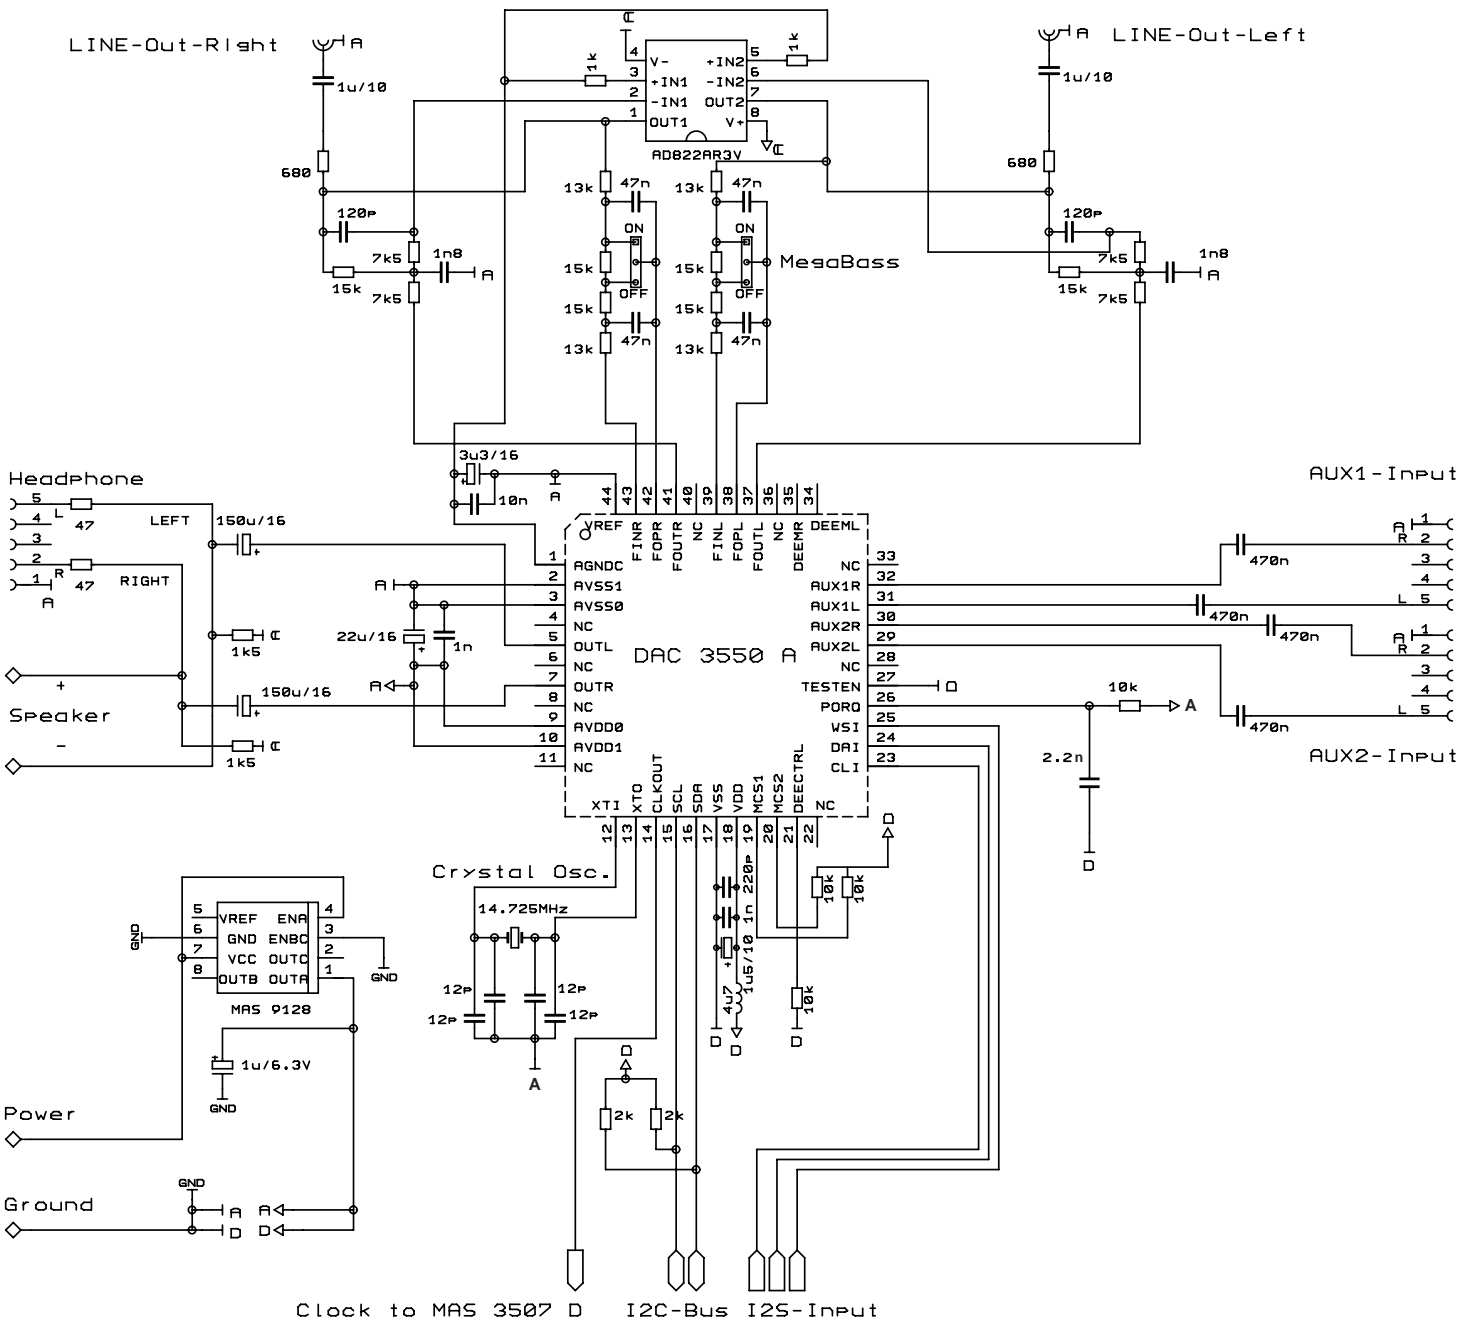 LINE-Out-Right
A
1u/10
680
120p
15k
7k5
1n8
A
7k5
1k
4 V-
3 +IN1
2 -IN1
1 OUT1
+IN2 5
-IN2 6
OUT2 7
V+ 8
AD822AR3V
A
A
1k
A
LINE-Out-Left
1u/10
680
120p
15k
7k5
1n8
A
7k5
13k
47n
ON
15k
OFF
15k
47n
13k
13k
47n
ON
15k
OFF
15k
47n
13k
MegaBass
Headphone
5
L
47
LEFT
4
3
2
R
47
RIGHT
1
A
150u/16
1k5
A
+
Speaker
-
150u/16
1k5
A
3u3/16
+
10n
A
A
22u/16
+
1n
A
DAC 3550 A
44 VREF
43 FINR
42 FOPR
41 FOUTR
40 NC
39 FINL
38 FOPL
37 FOUTL
36 NC
35 DEEMR
34 DEEML
1 AGNDC
2 AVSS1
3 AVSS0
4 NC
5 OUTL
6 NC
7 OUTR
8 NC
9 AVDD0
10 AVDD1
11 NC
NC 33
AUX1R 32
AUX1L 31
AUX2R 30
AUX2L 29
NC 28
TESTEN 27
PORQ 26
WSI 25
DAI 24
CLI 23
XTI 12
XTO 13
CLKOUT 14
SCL 15
SDA 16
VSS 17
VDD 18
MCS1 19
MCS2 20
DEECTRL 21
NC 22
AUX1-Input
A 1
R 2
3
4
L 5
470n
470n
470n
470n
A 1
R 2
3
4
L 5
AUX2-Input
D
10k
A
2.2n
D
Crystal Osc.
14.725MHz
12p
12p
12p
12p
A
220p
1n
1u5/10
+
4u7
D
D
10k
D
10k
10k
D
D
2k
2k
5 VREF
6 GND
7 VCC
8 OUTB
ENA 4
ENBC 3
OUTC 2
OUTA 1
MAS 9128
GND
GND
+
1u/6.3V
GND
Power
GND
Ground
A
D
A
D
Clock to MAS 3507 D
I2C-Bus
I2S-Input